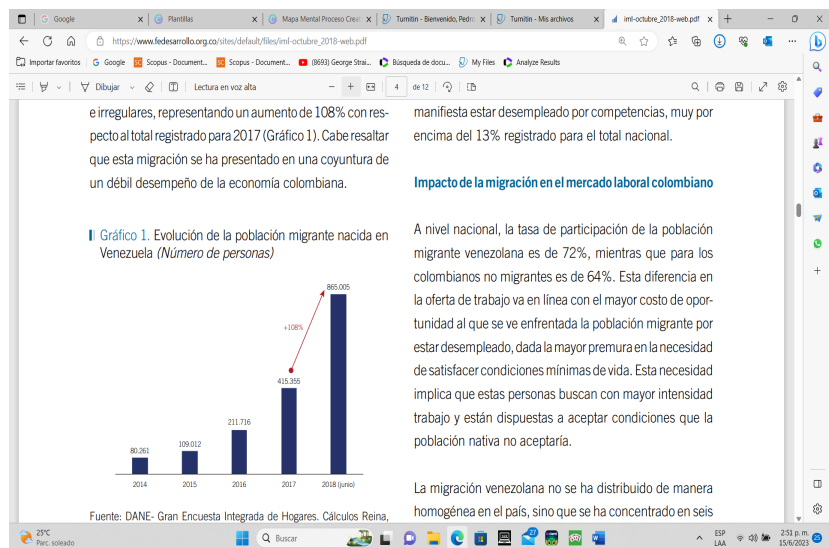 Google
Plantillas
Mapa Mental Proceso Creat
Turnitin - Bienvenido, Pedro
Turnitin - Mis archivos
iml-octubre_2018-web.pdf
https://www.fedesarrollo.org.co/sites/default/files/iml-octubre_2018-web.pdf
Importar favoritos
Google
Scopus - Document...
Scopus - Document...
(8693) George Strai...
Búsqueda de docu...
My Files
Analyze Results
Dibujar
Lectura en voz alta
4
de 12
e irregulares, representando un aumento de 108% con res-
pecto al total registrado para 2017 (Gráfico 1). Cabe resaltar
que esta migración se ha presentado en una coyuntura de
un débil desempeño de la economía colombiana.
Gráfico 1. Evolución de la población migrante nacida en
Venezuela (Número de personas)
865.005
+108%
415.355
211.716
109.012
80.261
2014
2015
2016
2017
2018 (junio)
Fuente: DANE- Gran Encuesta Integrada de Hogares. Cálculos Reina,
manifiesta estar desempleado por competencias, muy por
encima del 13% registrado para el total nacional.
Impacto de la migración en el mercado laboral colombiano
A nivel nacional, la tasa de participación de la población
migrante venezolana es de 72%, mientras que para los
colombianos no migrantes es de 64%. Esta diferencia en
la oferta de trabajo va en línea con el mayor costo de opor-
tunidad al que se ve enfrentada la población migrante por
estar desempleado, dada la mayor premura en la necesidad
de satisfacer condiciones mínimas de vida. Esta necesidad
implica que estas personas buscan con mayor intensidad
trabajo y están dispuestas a aceptar condiciones que la
población nativa no aceptaría.
La migración venezolana no se ha distribuido de manera
homogénea en el país, sino que se ha concentrado en seis
25°C
Parc. soleado
Buscar
27
ESP
LAA
2:51 p. m.
15/6/2023
25